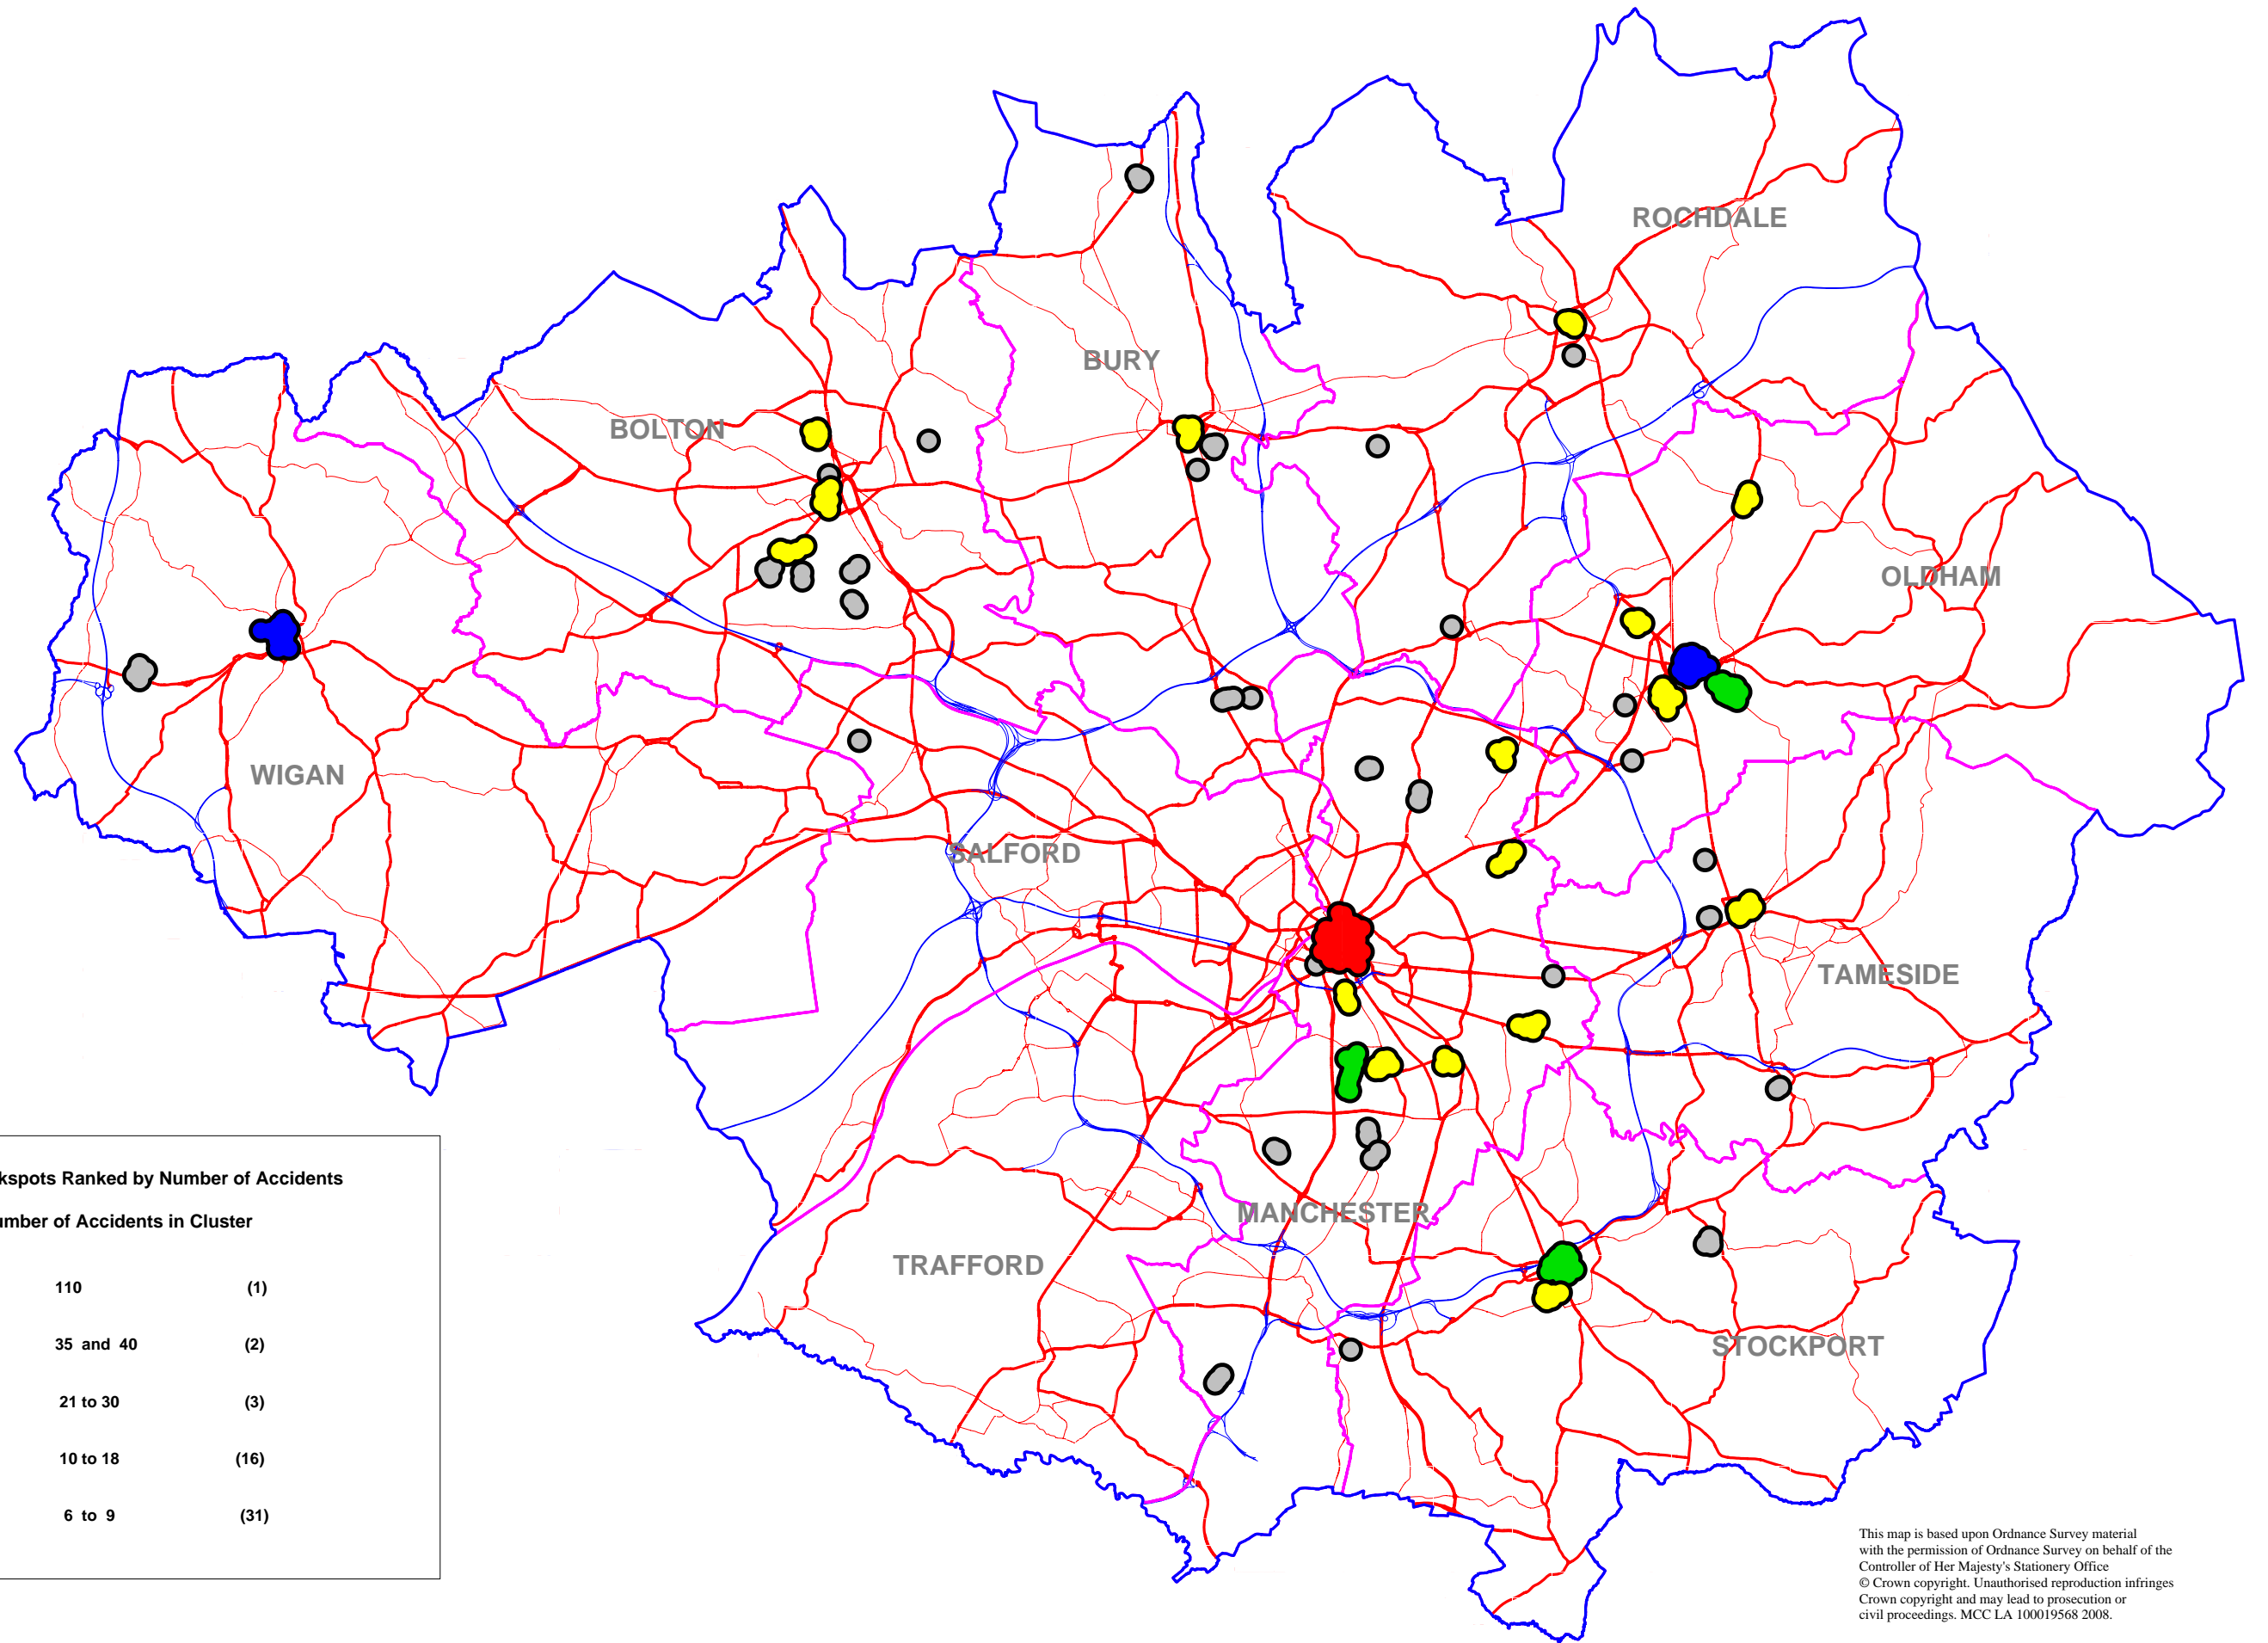 ROCHDALE
BURY
BOLTON
OLDHAM
WIGAN
SALFORD
TAMESIDE
MANCHESTER
TRAFFORD
STOCKPORT
kspots Ranked by Number of Accidents
umber of Accidents in Cluster
110 (1)
35 and 40 (2)
21 to 30 (3)
10 to 18 (16)
6 to 9 (31)
This map is based upon Ordnance Survey material
with the permission of Ordnance Survey on behalf of the
Controller of Her Majesty's Stationery Office
© Crown copyright. Unauthorised reproduction infringes
Crown copyright and may lead to prosecution or
civil proceedings. MCC LA 100019568 2008.